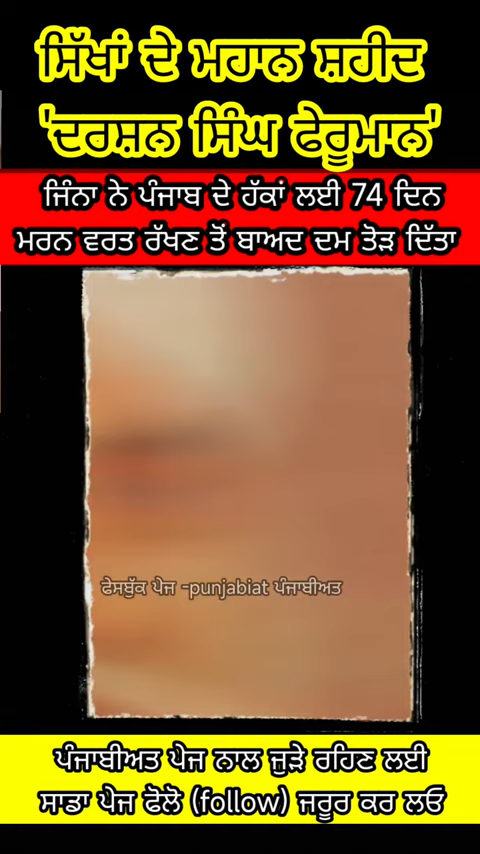 ਸਿੱਖਾਂ ਦੇ ਮਹਾਨ ਸ਼ਹੀਦ
'ਦਰਸ਼ਨ ਸਿੰਘ ਫੇਰੂਮਾਨ'
ਜਿੰਨਾ ਨੇ ਪੰਜਾਬ ਦੇ ਹੱਕਾਂ ਲਈ 74 ਦਿਨ
ਮਰਨ ਵਰਤ ਰੱਖਣ ਤੋਂ ਬਾਅਦ ਦਮ ਤੋੜ ਦਿੱਤਾ
ਫੇਸਬੁੱਕ ਪੇਜ -punjabiat ਪੰਜਾਬੀਅਤ
ਪੰਜਾਬੀਅਤ ਪੇਜ ਨਾਲ ਜੁੜੇ ਰਹਿਣ ਲਈ
ਸਾਡਾ ਪੇਜ ਫੋਲੋ (follow) ਜਰੂਰ ਕਰ ਲਓ